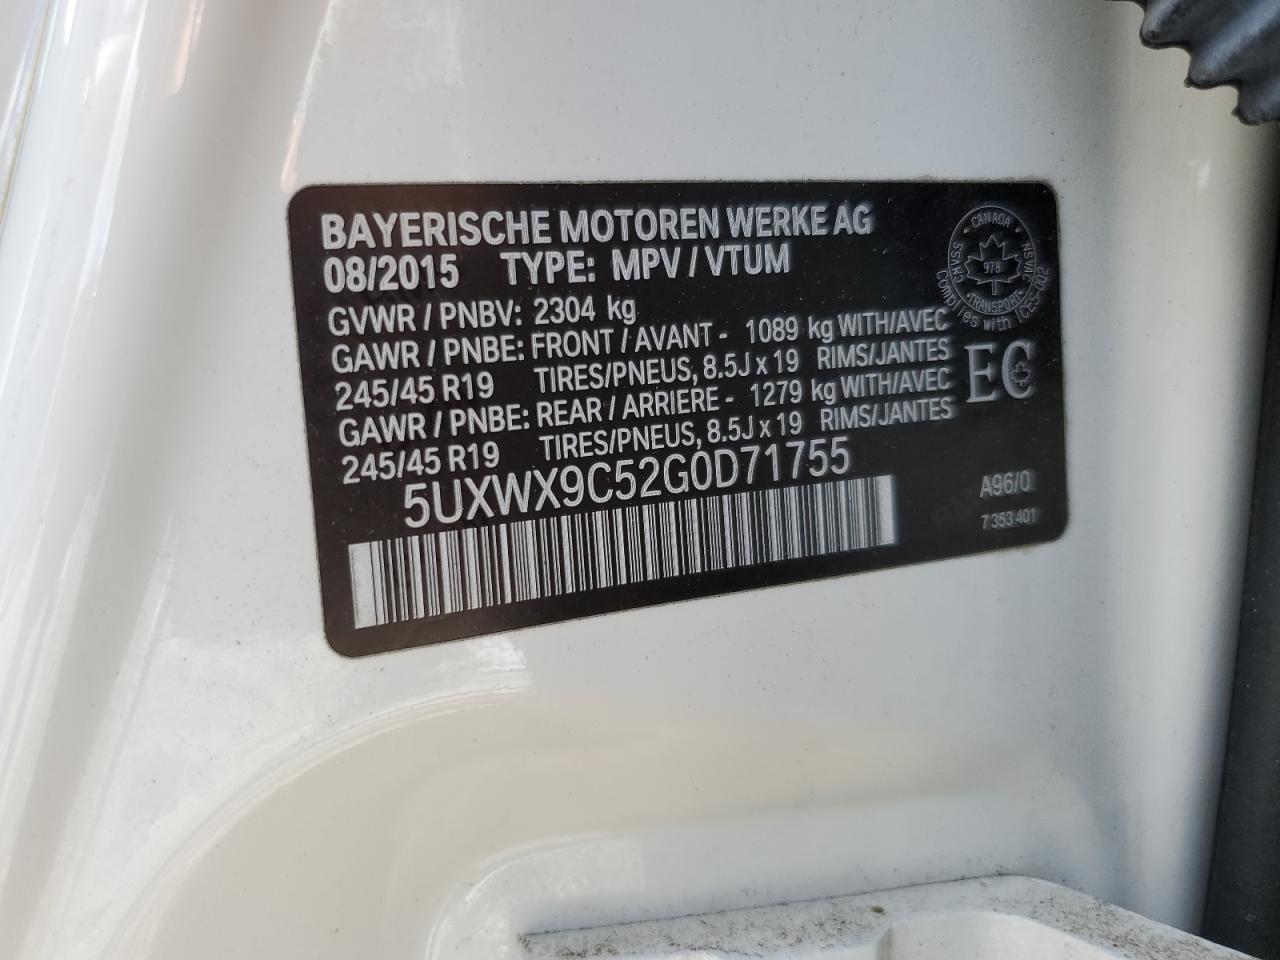 BAYERISCHE MOTOREN WERKE AG
08/2015 TYPE: MPV / VTUM
GVWR / PNBV: 2304 kg
GAWR / PNBE: FRONT / AVANT - 1089 kg WITH/AVEC
245/45 R19 TIRES/PNEUS, 8.5J x 19 RIMS/JANTES
GAWR / PNBE: REAR / ARRIERE - 1279 kg WITH/AVEC
245/45 R19 TIRES/PNEUS, 8.5J x 19 RIMS/JANTES
5UXWX9C52G0D71755
CANADA
CMVSS
NSVAC
978
TRANSPORT
Complies with ICES-002
EC
A96/0
7 353 401